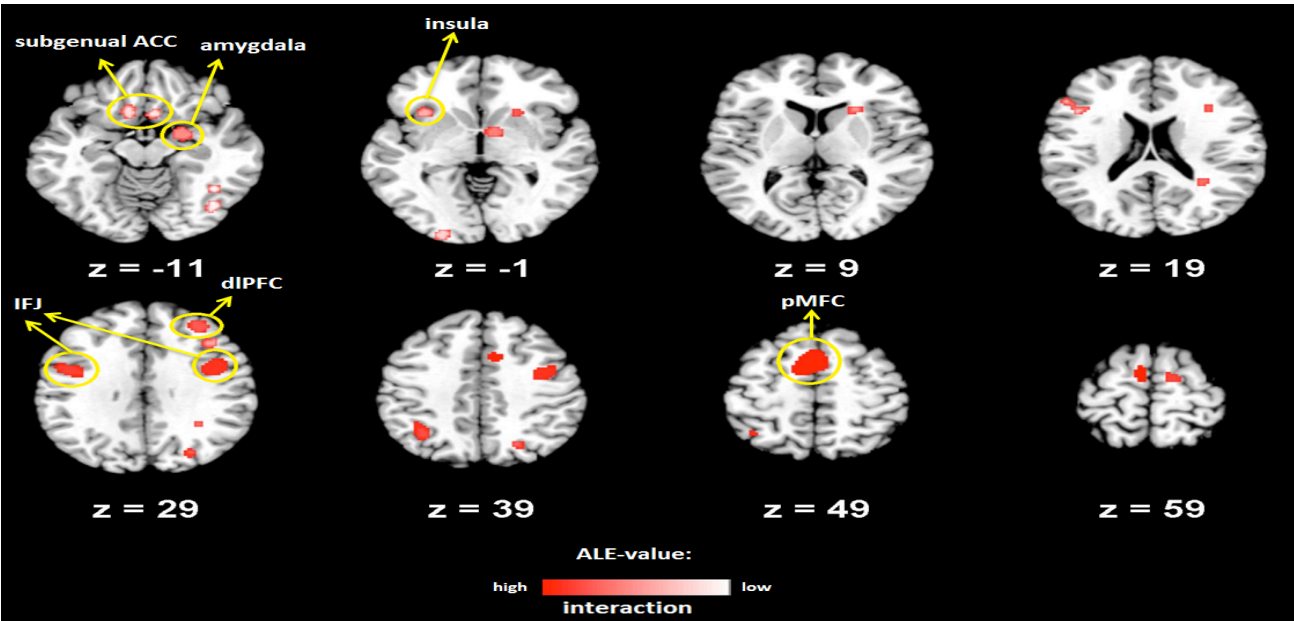 insula
subgenual ACC
amygdala
z = -11
z = -1
z = 9
z = 19
IFJ
dlPFC
pMFC
z = 29
z = 39
z = 49
z = 59
ALE-value:
high
low
interaction